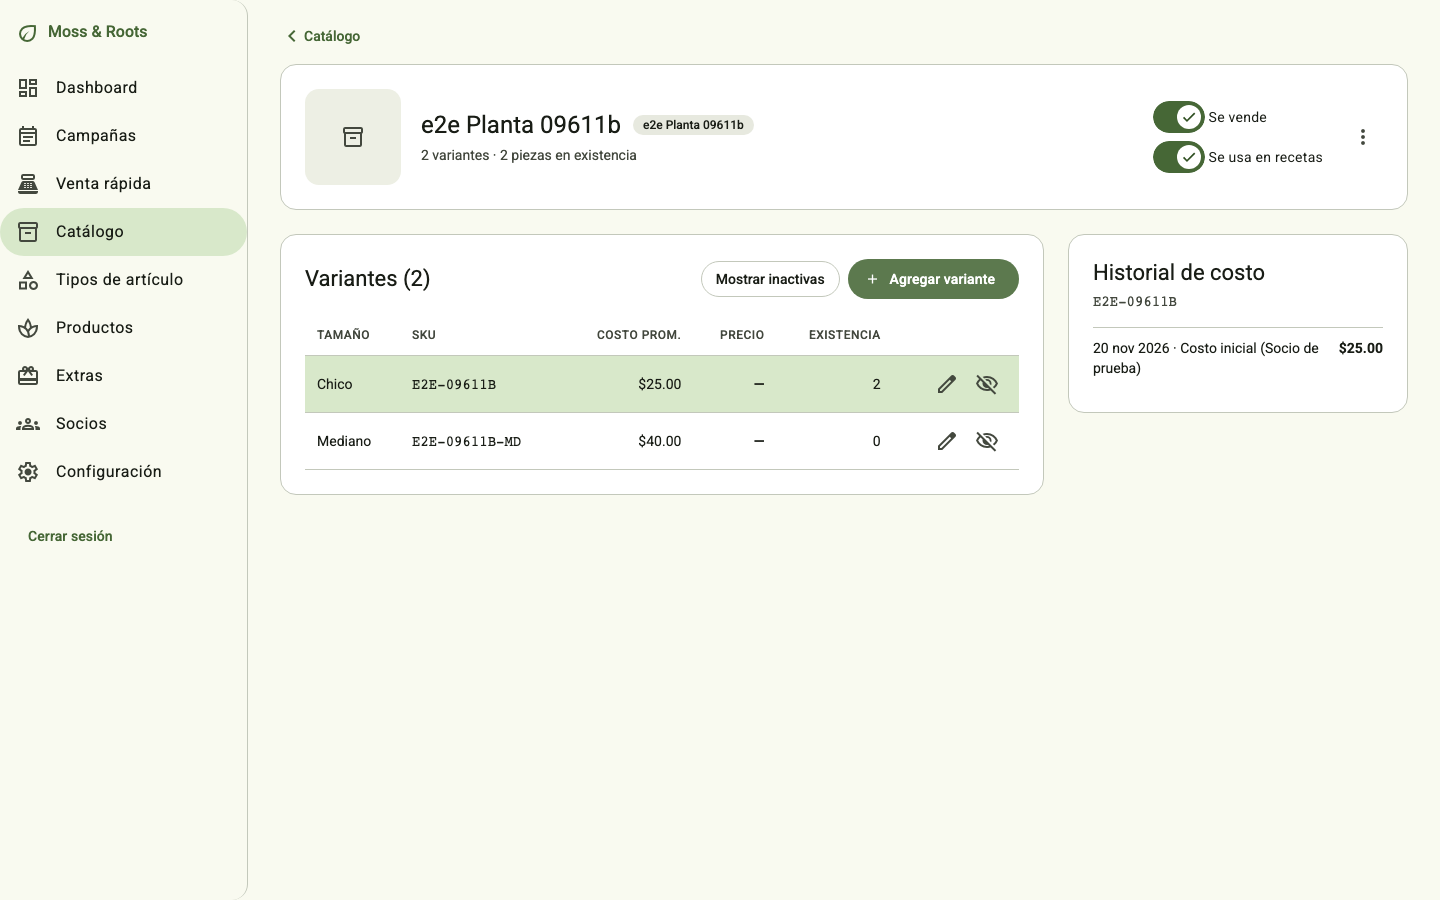 Moss & Roots
Dashboard
Campañas
Venta rápida
Catálogo
Tipos de artículo
Productos
Extras
Socios
Configuración
Cerrar sesión
Catálogo
e2e Planta 09611b e2e Planta 09611b
2 variantes · 2 piezas en existencia
Se vende
Se usa en recetas
Variantes (2)
Mostrar inactivas
+ Agregar variante
TAMAÑO SKU COSTO PROM. PRECIO EXISTENCIA
Chico E2E-09611B $25.00 — 2
Mediano E2E-09611B-MD $40.00 — 0
Historial de costo
E2E-09611B
20 nov 2026 · Costo inicial (Socio de $25.00
prueba)